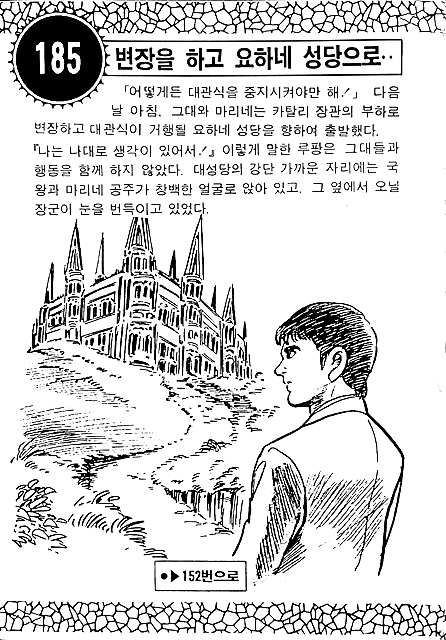 185
변장을 하고 요하네 성당으로··
「어떻게든 대관식을 중지시켜야만 해!」 다음
날 아침. 그대와 마리네는 카탈리 장관의 부하로
변장하고 대관식이 거행될 요하네 성당을 향하여 출발했다.
『나는 나대로 생각이 있어서!』 이렇게 말한 루팡은 그대들과
행동을 함께 하지 않았다. 대성당의 강단 가까운 자리에는 국
왕과 마리네 공주가 창백한 얼굴로 앉아 있고, 그 옆에서 오닐
장군이 눈을 번득이고 있었다.
●▶152번으로